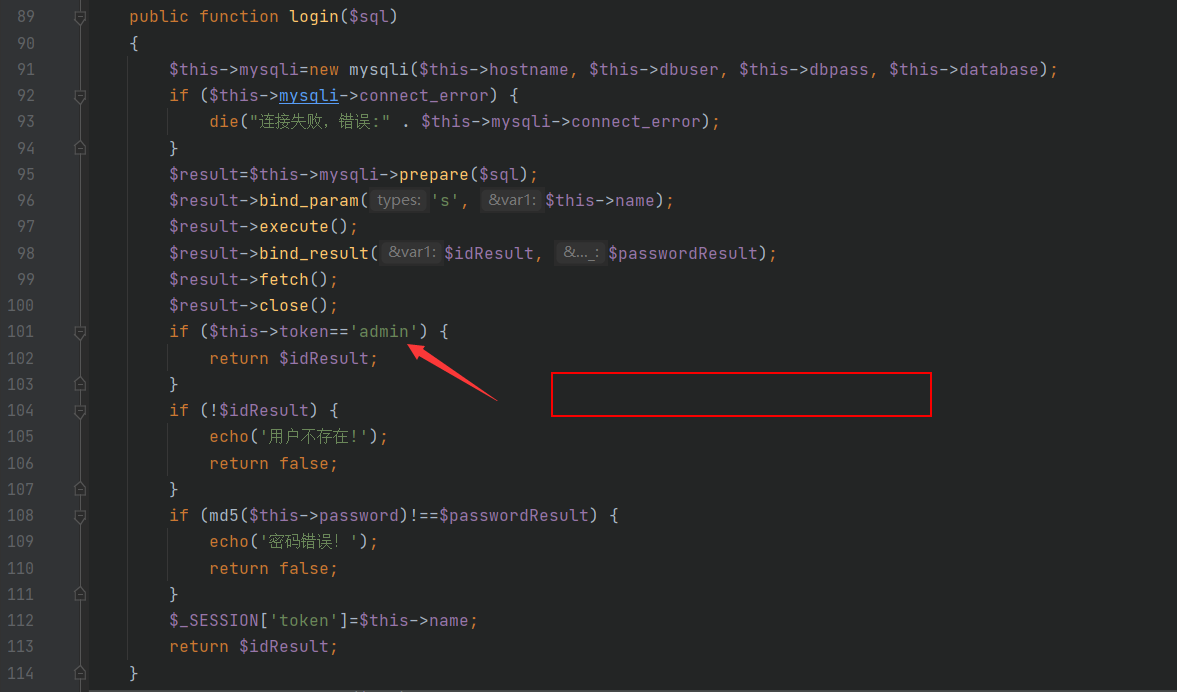 89 public function login($sql)
90 {
91 $this->mysqli=new mysqli($this->hostname, $this->dbuser, $this->dbpass, $this->database);
92 if ($this->mysqli->connect_error) {
93 die("连接失败，错误:" . $this->mysqli->connect_error);
94 }
95 $result=$this->mysqli->prepare($sql);
96 $result->bind_param( types: 's', &var1: $this->name);
97 $result->execute();
98 $result->bind_result( &var1: $idResult, &..._: $passwordResult);
99 $result->fetch();
100 $result->close();
101 if ($this->token=='admin') {
102 return $idResult;
103 }
104 if (!$idResult) {
105 echo('用户不存在!');
106 return false;
107 }
108 if (md5($this->password)!==$passwordResult) {
109 echo('密码错误！');
110 return false;
111 }
112 $_SESSION['token']=$this->name;
113 return $idResult;
114 }